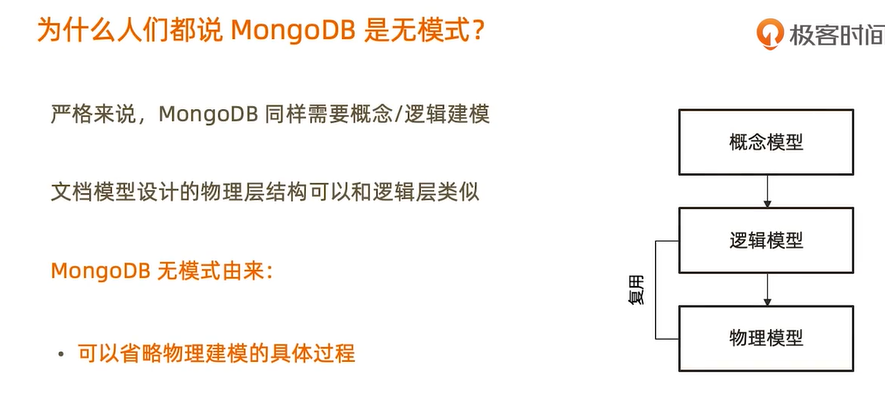 为什么人们都说 MongoDB 是无模式？
极客时间
严格来说，MongoDB 同样需要概念/逻辑建模
文档模型设计的物理层结构可以和逻辑层类似
MongoDB 无模式由来：
• 可以省略物理建模的具体过程
概念模型
逻辑模型
复用
物理模型